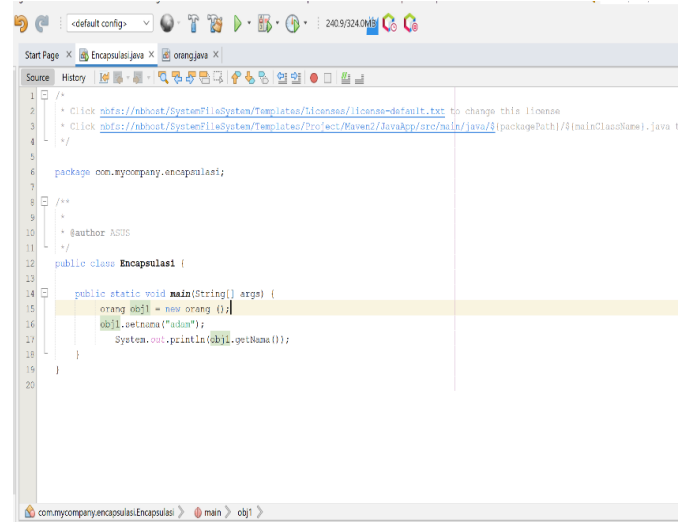 <default config>
240.9/324.0MB
Start Page Encapsulasi.java orang.java
Source History
1 /*
2 * Click nbfs://nbhost/SystemFileSystem/Templates/Licenses/license-default.txt to change this license
3 * Click nbfs://nbhost/SystemFileSystem/Templates/Project/Maven2/JavaApp/src/main/java/${packagePath}/${mainClassName}.java t
4 */
5
6 package com.mycompany.encapsulasi;
7
8 /**
9 *
10 * @author ASUS
11 */
12 public class Encapsulasi {
13
14 public static void main(String[] args) {
15 orang obj1 = new orang ();
16 obj1.setnama("adam");
17 System.out.println(obj1.getNama());
18 }
19 }
20
com.mycompany.encapsulasi.Encapsulasi main obj1